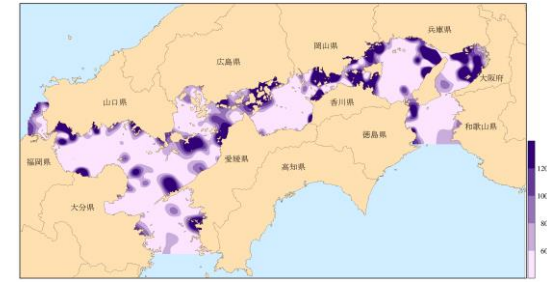 兵庫県
岡山県
広島県
大阪府
山口県
香川県
和歌山県
徳島県
福岡県
愛媛県
高知県
大分県
120
100
80
60